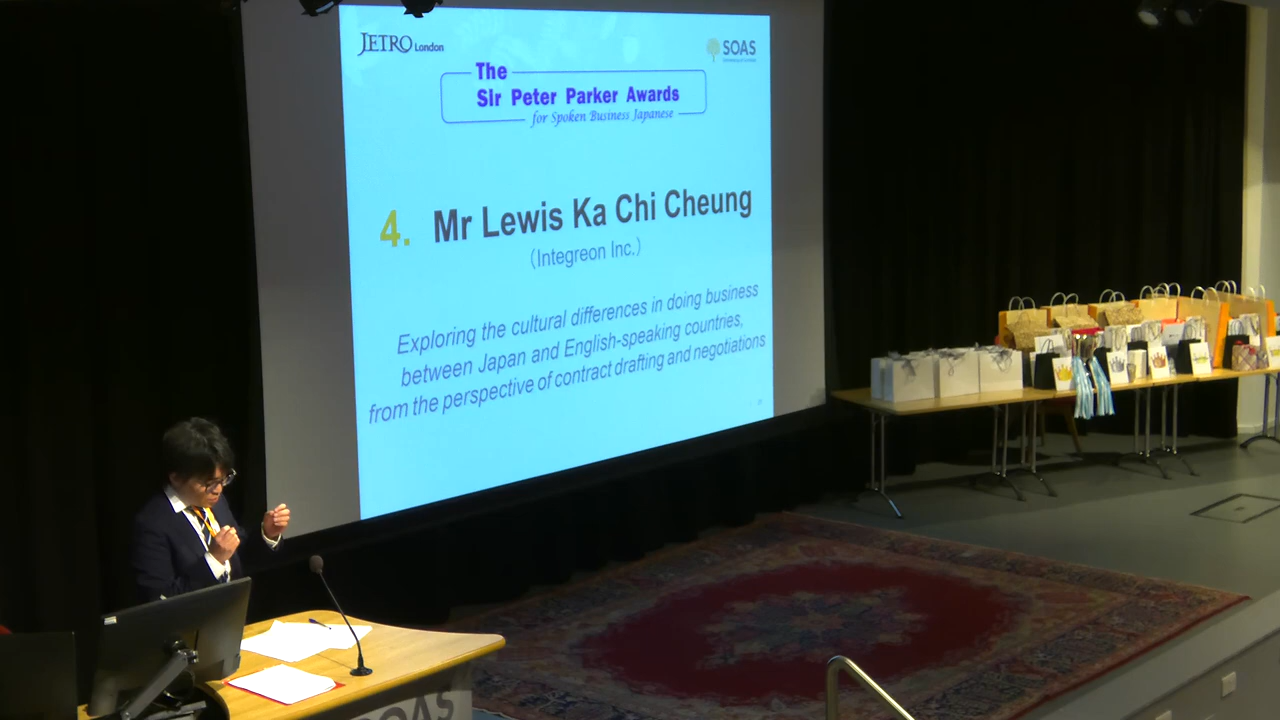 JETRO London
SOAS
The
Sir Peter Parker Awards
for Spoken Business Japanese
4. Mr Lewis Ka Chi Cheung
(Integreon Inc.)
Exploring the cultural differences in doing business
between Japan and English-speaking countries,
from the perspective of contract drafting and negotiations
SOAS